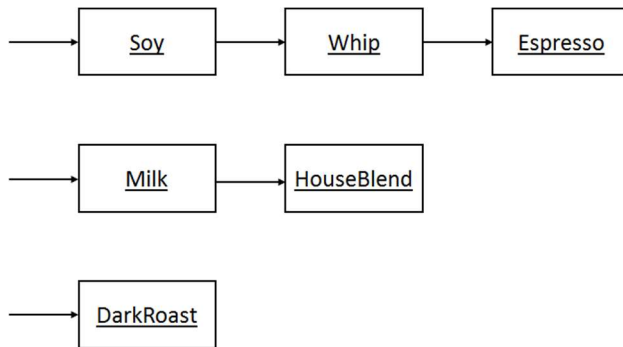 Soy
Whip
Espresso
Milk
HouseBlend
DarkRoast